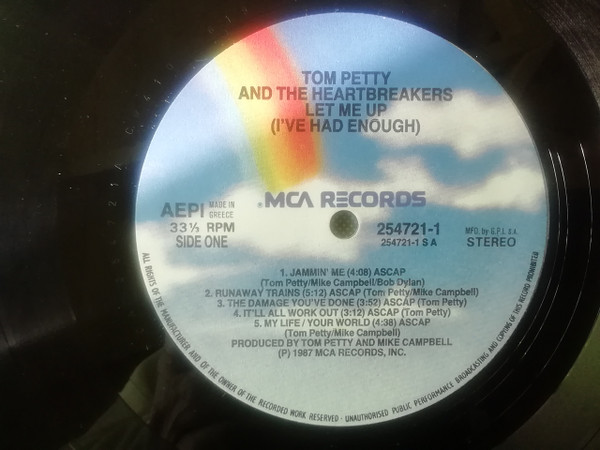 TOM PETTY
AND THE HEARTBREAKERS
LET ME UP
(I'VE HAD ENOUGH)
MCA RECORDS
AEPI MADE IN GREECE
33⅓ RPM
SIDE ONE
254721-1
254721-1 S A
MFD. by G.P.I. S.A.
STEREO
1. JAMMIN' ME (4:08) ASCAP
(Tom Petty/Mike Campbell/Bob Dylan)
2. RUNAWAY TRAINS (5:12) ASCAP (Tom Petty/Mike Campbell)
3. THE DAMAGE YOU'VE DONE (3:52) ASCAP (Tom Petty)
4. IT'LL ALL WORK OUT (3:12) ASCAP (Tom Petty)
5. MY LIFE / YOUR WORLD (4:38) ASCAP
(Tom Petty/Mike Campbell)
PRODUCED BY TOM PETTY AND MIKE CAMPBELL
(P) 1987 MCA RECORDS, INC.
ALL RIGHTS OF THE MANUFACTURER AND OF THE OWNER OF THE RECORDED WORK RESERVED - UNAUTHORISED PUBLIC PERFORMANCE BROADCASTING AND COPYING OF THIS RECORD PROHIBITED